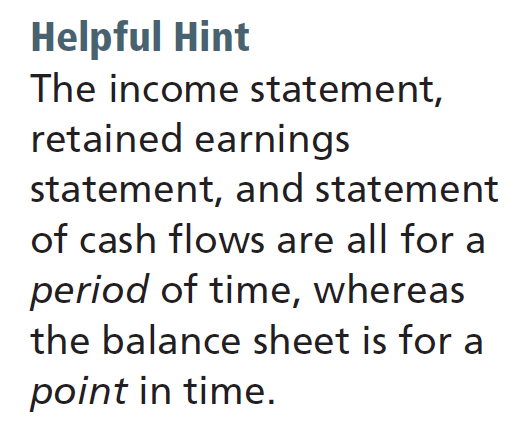 Helpful Hint
The income statement,
retained earnings
statement, and statement
of cash flows are all for a
period of time, whereas
the balance sheet is for a
point in time.